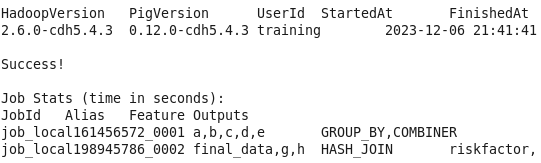 HadoopVersion PigVersion UserId StartedAt FinishedAt
2.6.0-cdh5.4.3 0.12.0-cdh5.4.3 training 2023-12-06 21:41:41
Success!
Job Stats (time in seconds):
JobId Alias Feature Outputs
job_local161456572_0001 a,b,c,d,e GROUP_BY,COMBINER
job_local198945786_0002 final_data,g,h HASH_JOIN riskfactor,